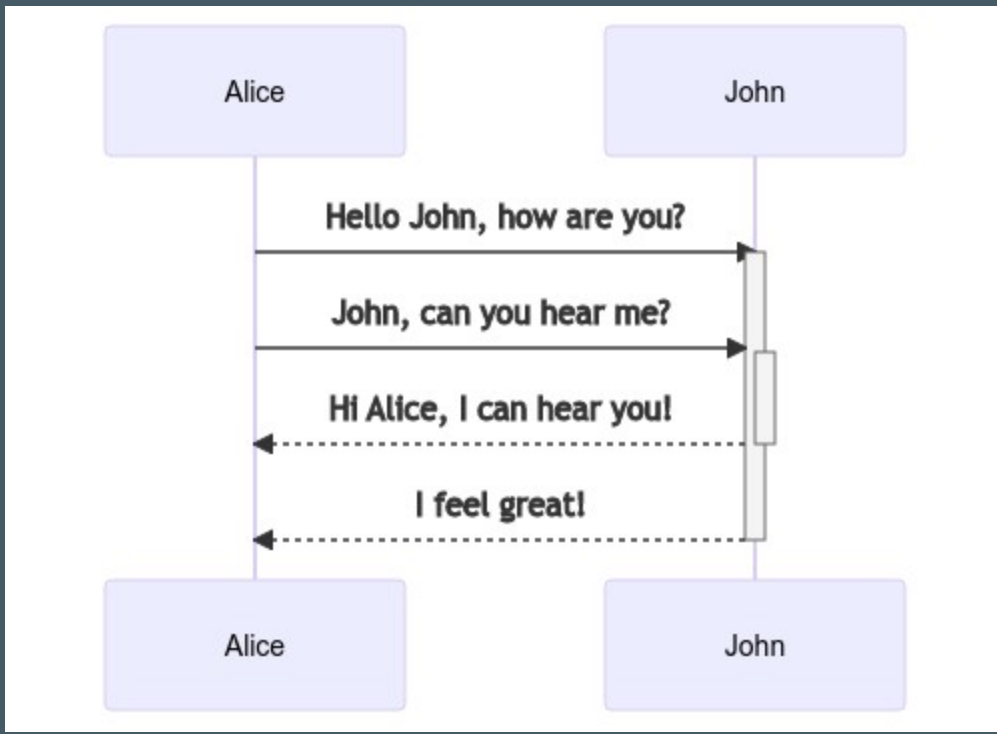 Alice
John
Hello John, how are you?
John, can you hear me?
Hi Alice, I can hear you!
I feel great!
Alice
John